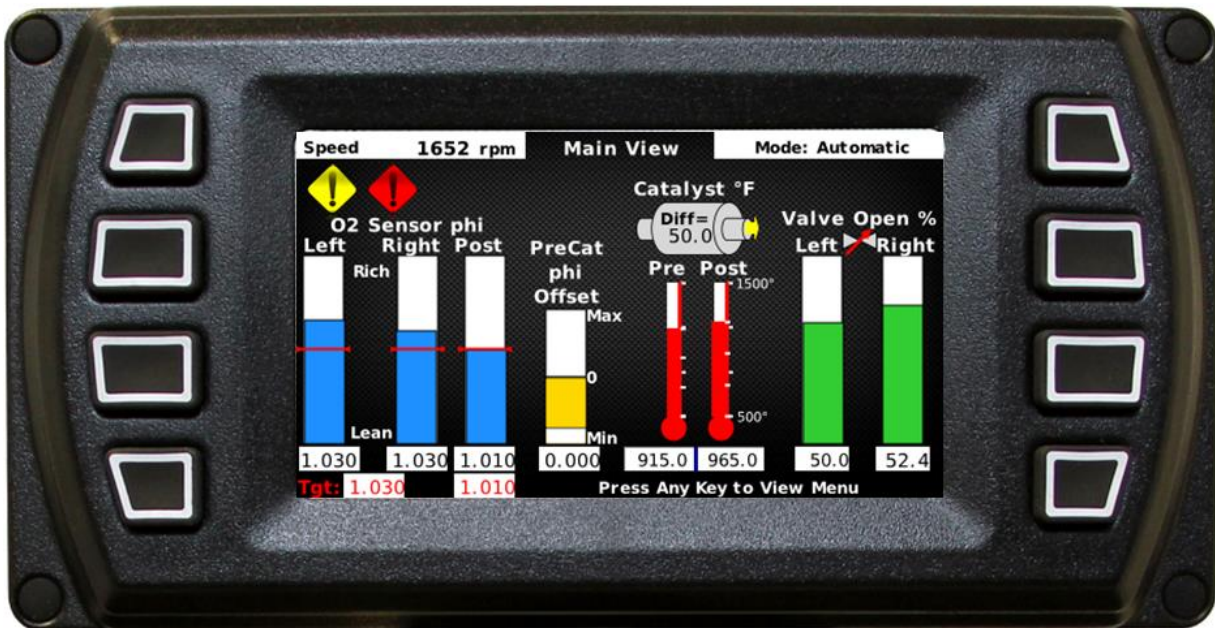 Speed 1652 rpm Main View Mode: Automatic
Catalyst °F
Diff=
50.0
O2 Sensor phi
Left Right Post
Rich
Lean
1.030 1.030 1.010
Tgt: 1.030 1.010
PreCat
phi
Offset
Max
0
Min
0.000
Pre Post
1500°
500°
915.0 965.0
Valve Open %
Left Right
50.0 52.4
Press Any Key to View Menu